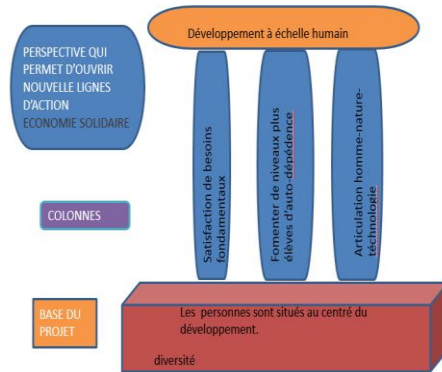 Développement à échelle humain
PERSPECTIVE QUI
PERMET D'OUVRIR
NOUVELLE LIGNES
D'ACTION
ECONOMIE SOLIDAIRE
Satisfaction de besoins
fondamentaux
Fomenter de niveaux plus
élèves d'auto-dépédence
Articulation homme-nature-
téchnologie
COLONNES
BASE DU
PROJET
Les personnes sont situés au centré du
développement.
diversité